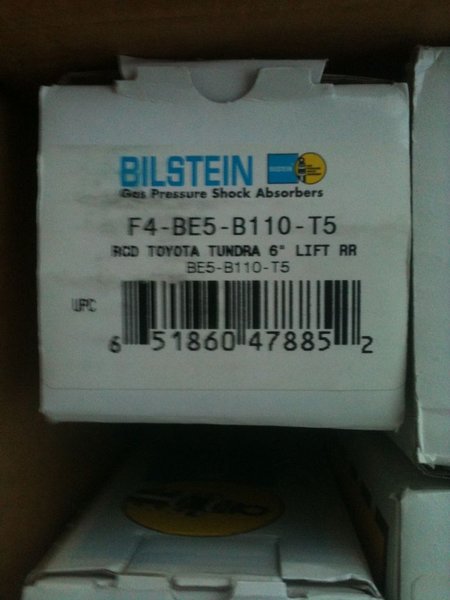 BILSTEIN
Gas Pressure Shock Absorbers
F4-BE5-B110-T5
RCD TOYOTA TUNDRA 6" LIFT RR
BE5-B110-T5
UPC
6 51860 47885 2